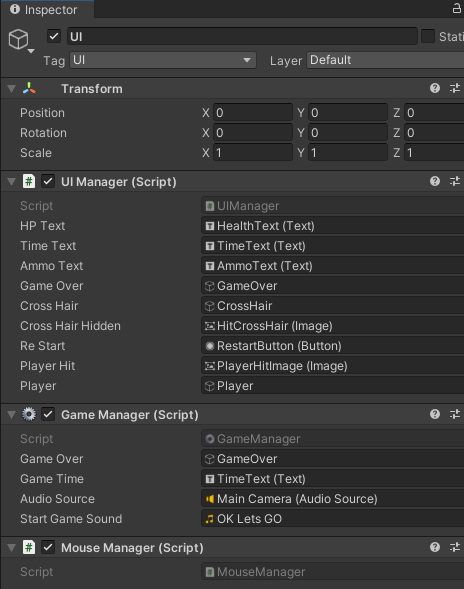 Inspector
UI
Stati
Tag UI Layer Default
Transform
Position X 0 Y 0 Z 0
Rotation X 0 Y 0 Z 0
Scale X 1 Y 1 Z 1
UI Manager (Script)
Script UIManager
HP Text HealthText (Text)
Time Text TimeText (Text)
Ammo Text AmmoText (Text)
Game Over GameOver
Cross Hair CrossHair
Cross Hair Hidden HitCrossHair (Image)
Re Start RestartButton (Button)
Player Hit PlayerHitImage (Image)
Player Player
Game Manager (Script)
Script GameManager
Game Over GameOver
Game Time TimeText (Text)
Audio Source Main Camera (Audio Source)
Start Game Sound OK Lets GO
Mouse Manager (Script)
Script MouseManager